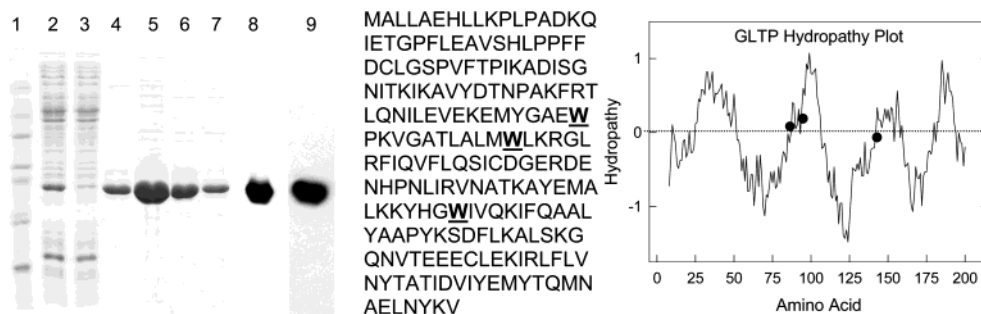 1 2 3 4 5 6 7 8 9
MALLAEHLLKPLPADKQ
IETGPFLEAVSHLPPFF
DCLGSPVFTPIKADISG
NITKIKAVYDTNPAKFRT
LQNILEVEKEMYGAEW
PKVGATLALMWLKRGL
RFIQVFLQSICDGERDE
NHPNLIRVNATKAYEMA
LKKYHGWIVQKIFQAAL
YAAPYKSDFLKALSKG
QNVTEEECLEKIRLFLV
NYTATIDVIYEMYTQMN
AELNYKV
GLTP Hydropathy Plot
Hydropathy
1
0
-1
0 25 50 75 100 125 150 175 200
Amino Acid